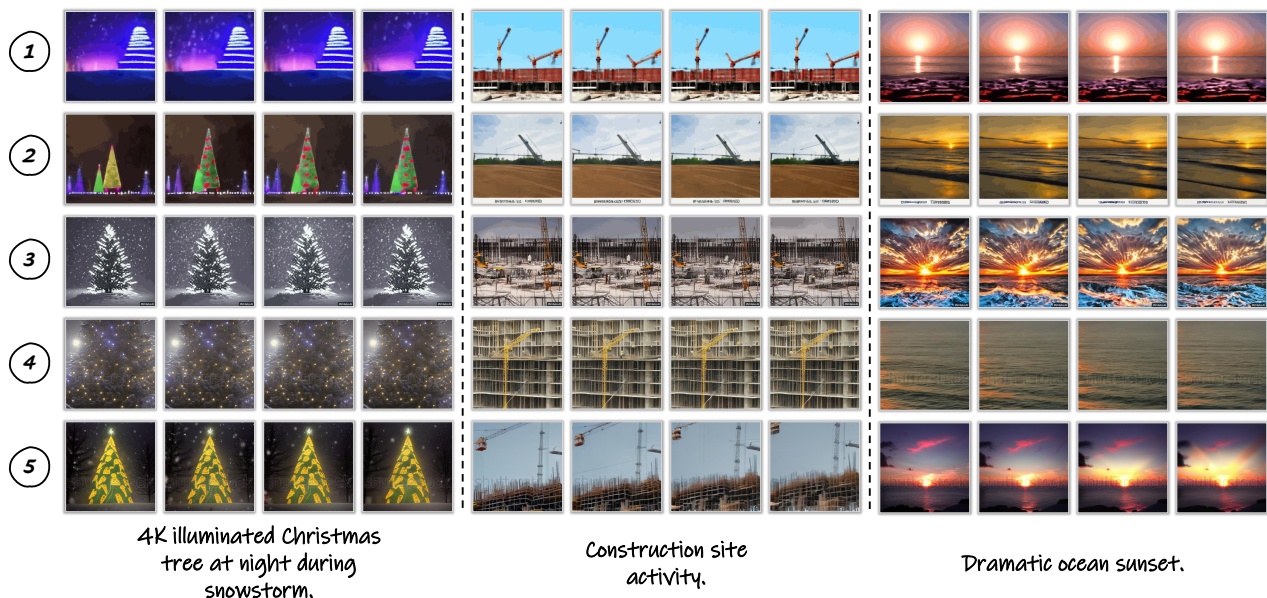 1
2
3
4
5
4K illuminated Christmas
tree at night during
snowstorm.
Construction site
activity.
Dramatic ocean sunset.